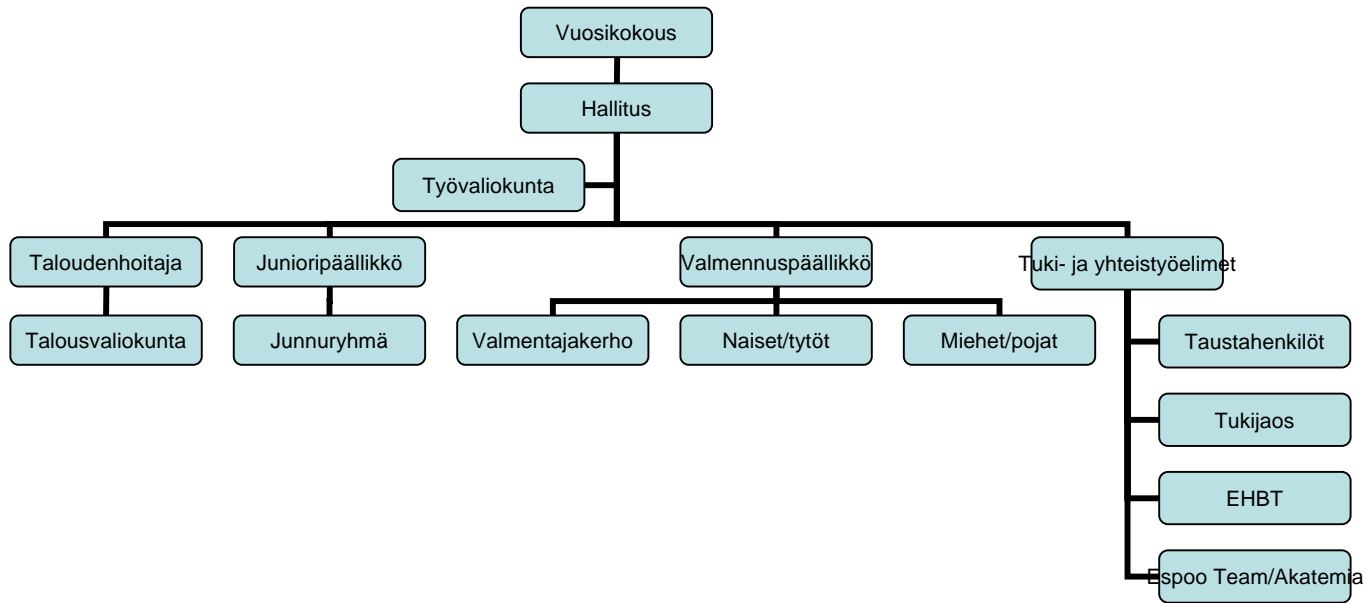 Vuosikokous
Hallitus
Työvaliokunta
Taloudenhoitaja
Junioripäällikkö
Valmennuspäällikkö
Tuki- ja yhteistyöelimet
Talousvaliokunta
Junnuryhmä
Valmentajakerho
Naiset/tytöt
Miehet/pojat
Taustahenkilöt
Tukijaos
EHBT
Espoo Team/Akatemia